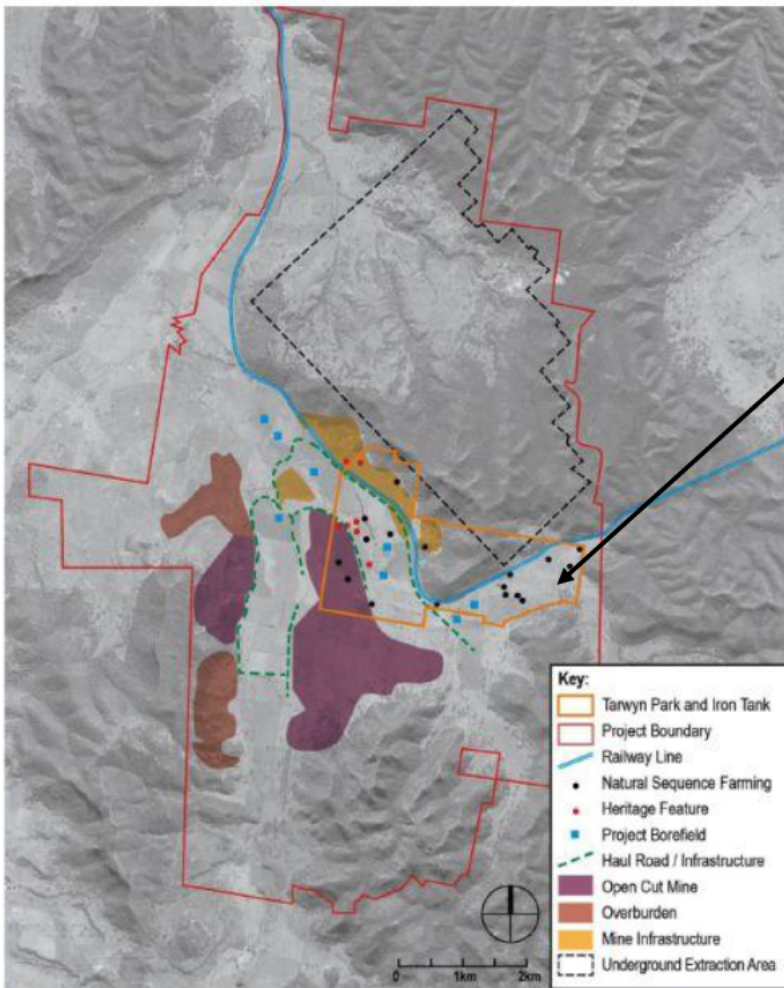 Key:
Tarwyn Park and Iron Tank
Project Boundary
Railway Line
Natural Sequence Farming
Heritage Feature
Project Borefield
Haul Road / Infrastructure
Open Cut Mine
Overburden
Mine Infrastructure
Underground Extraction Area
0 1km 2km